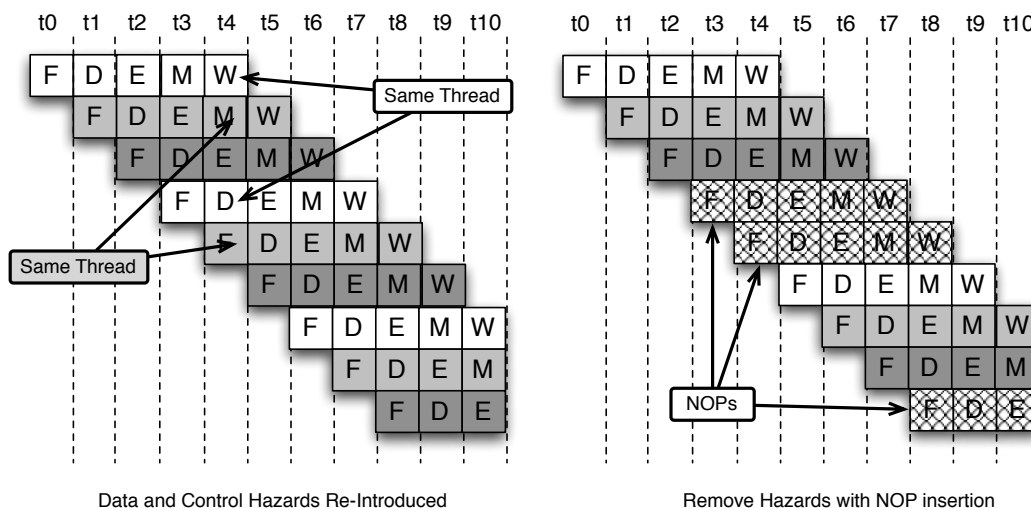 t0 t1 t2 t3 t4 t5 t6 t7 t8 t9 t10
F D E M W
F D E M W
F D E M W
F D E M W
F D E M W
F D E M W
F D E M W
F D E M
F D E
Same Thread
Same Thread
Data and Control Hazards Re-Introduced
t0 t1 t2 t3 t4 t5 t6 t7 t8 t9 t10
F D E M W
F D E M W
F D E M W
F D E M W
F D E M W
F D E M W
F D E M W
F D E M
F D E
NOPs
Remove Hazards with NOP insertion